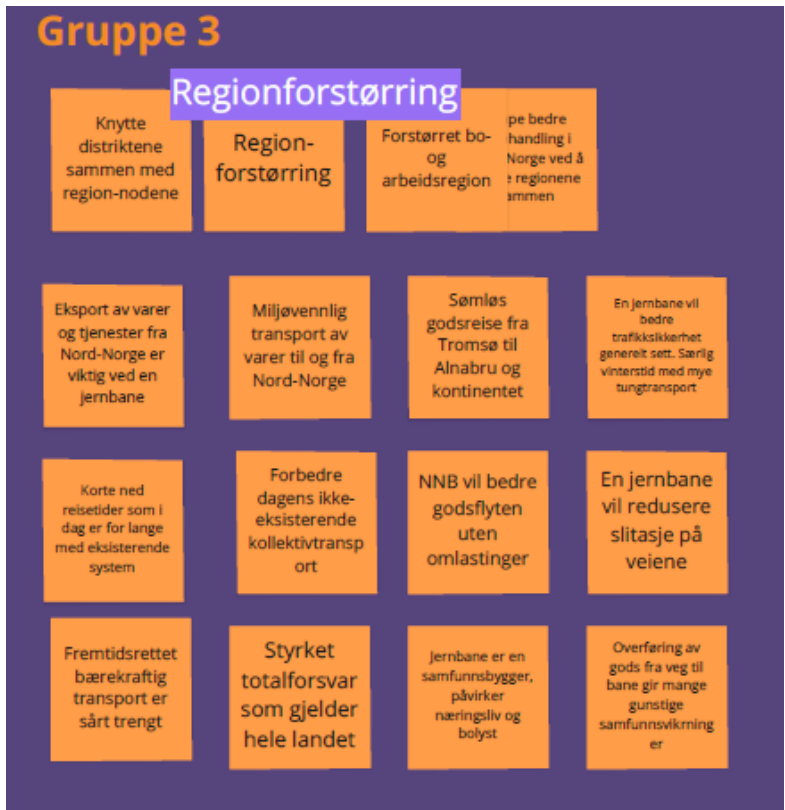 Gruppe 3
Regionforstørring
Knytte
distriktene
sammen med
region-nodene
Region-
forstørring
Forstørret bo-
og
arbeidsregion
bedre
i
Norge ved å
regionene
Eksport av varer
og tjenester fra
Nord-Norge er
viktig ved en
jernbane
Miljøvennlig
transport av
varer til og fra
Nord-Norge
Sømløs
godsreise fra
Tromsø til
Alnabru og
kontinentet
En jernbane vil
bedre
trafikksikkerhet
generelt sett. Særlig
vinterstid med mye
tungtransport
Korte ned
reisetider som i
dag er for lange
med eksisterende
system
Forbedre
dagens ikke-
eksisterende
kollektivtransp
ort
NNB vil bedre
godsflyten
uten
omlastinger
En jernbane
vil redusere
slitasje på
veiene
Fremtidsrettet
bærekraftig
transport er
sårt trengt
Styrket
totalforsvar
som gjelder
hele landet
Jernbane er en
samfunnsbygger,
påvirker
næringsliv og
bolyst
Overføring av
gods fra veg til
bane gir mange
gunstige
samfunnsvikrning
er